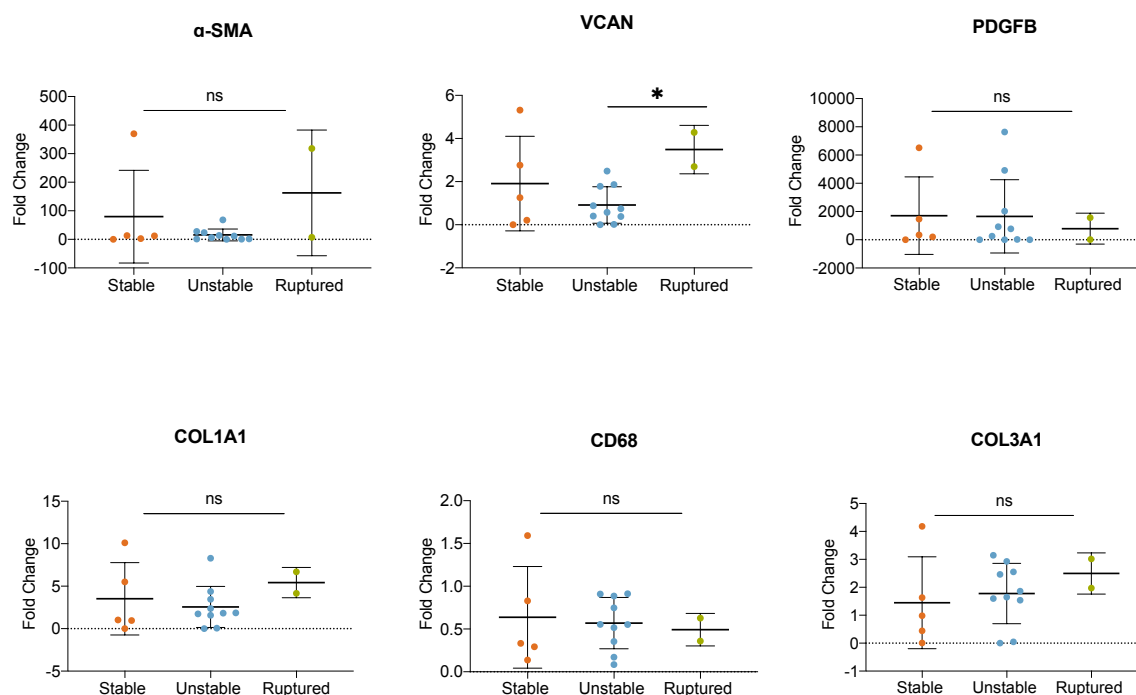 α-SMA
ns
Fold Change
500
400
300
200
100
0
-100
Stable Unstable Ruptured
VCAN
*
6
4
2
0
-2
Stable Unstable Ruptured
PDGFB
ns
Fold Change
10000
8000
6000
4000
2000
0
-2000
Stable Unstable Ruptured
COL1A1
ns
Fold Change
15
10
5
0
-5
Stable Unstable Ruptured
CD68
ns
Fold Change
2.0
1.5
1.0
0.5
0.0
Stable Unstable Ruptured
COL3A1
ns
Fold Change
5
4
3
2
1
0
-1
Stable Unstable Ruptured